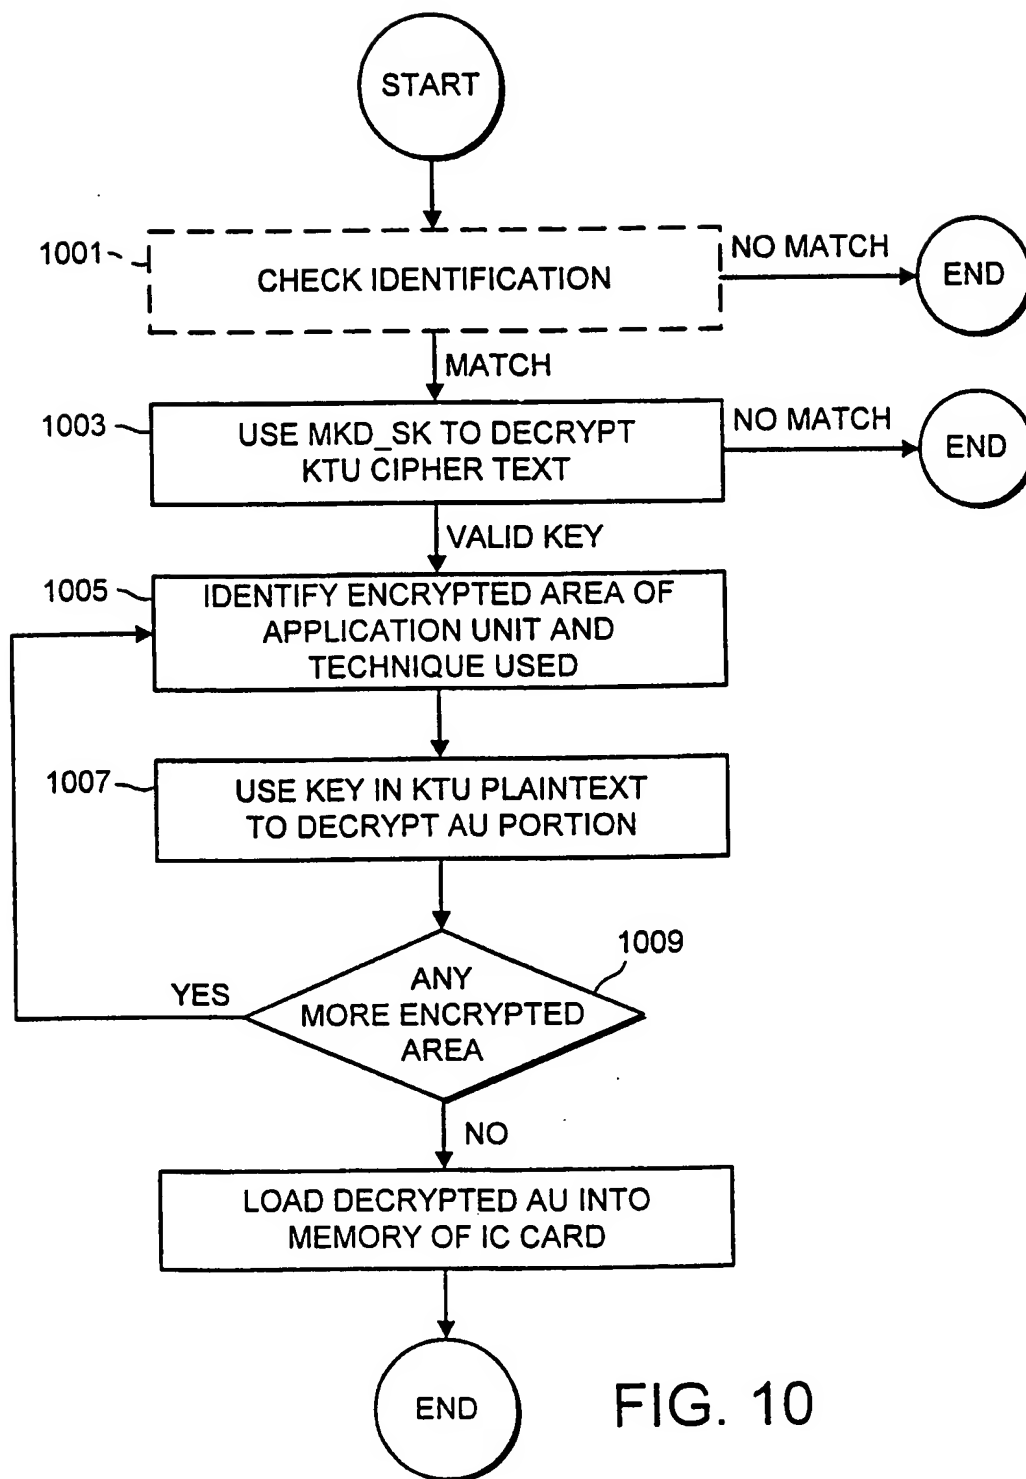 START
1001
CHECK IDENTIFICATION
NO MATCH
END
MATCH
1003
USE MKD_SK TO DECRYPT
KTU CIPHER TEXT
NO MATCH
END
VALID KEY
1005
IDENTIFY ENCRYPTED AREA OF
APPLICATION UNIT AND
TECHNIQUE USED
1007
USE KEY IN KTU PLAINTEXT
TO DECRYPT AU PORTION
1009
YES
ANY
MORE ENCRYPTED
AREA
NO
LOAD DECRYPTED AU INTO
MEMORY OF IC CARD
END
FIG. 10